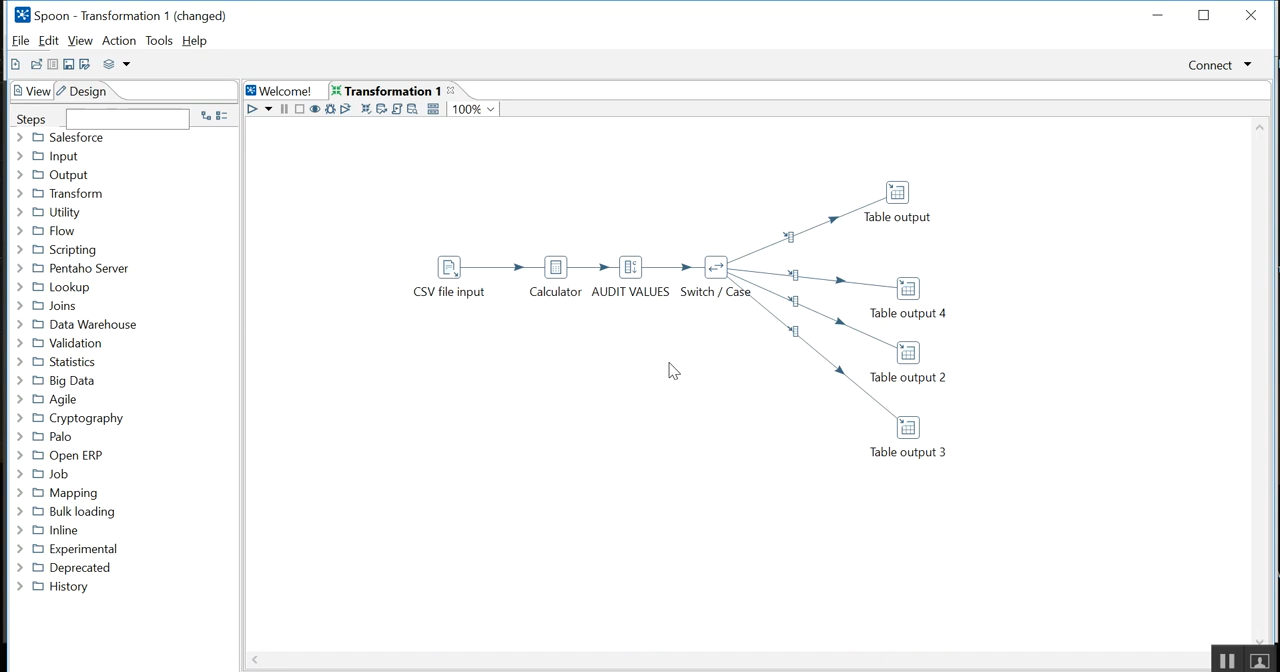 Spoon - Transformation 1 (changed)
File Edit View Action Tools Help
Connect
View Design
Welcome! Transformation 1
100%
Steps
Salesforce
Input
Output
Transform
Utility
Flow
Scripting
Pentaho Server
Lookup
Joins
Data Warehouse
Validation
Statistics
Big Data
Agile
Cryptography
Palo
Open ERP
Job
Mapping
Bulk loading
Inline
Experimental
Deprecated
History
Table output
CSV file input
Calculator
AUDIT VALUES
Switch / Case
Table output 4
Table output 2
Table output 3